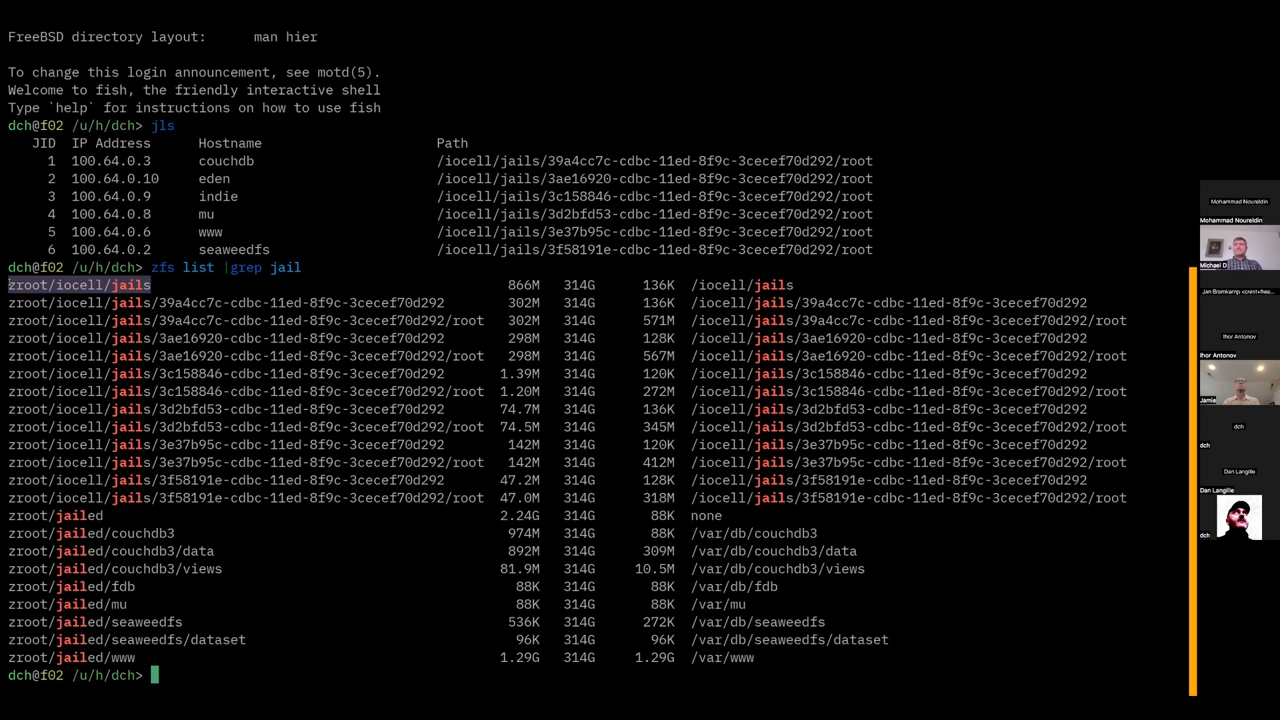 FreeBSD directory layout:      man hier
To change this login announcement, see motd(5).
Welcome to fish, the friendly interactive shell
Type `help` for instructions on how to use fish
dch@f02 /u/h/dch> jls
JID  IP Address      Hostname                      Path
1  100.64.0.3      couchdb                       /iocell/jails/39a4cc7c-cdbc-11ed-8f9c-3cecef70d292/root
2  100.64.0.10     eden                          /iocell/jails/3ae16920-cdbc-11ed-8f9c-3cecef70d292/root
3  100.64.0.9      indie                         /iocell/jails/3c158846-cdbc-11ed-8f9c-3cecef70d292/root
4  100.64.0.8      mu                            /iocell/jails/3d2bfd53-cdbc-11ed-8f9c-3cecef70d292/root
5  100.64.0.6      www                           /iocell/jails/3e37b95c-cdbc-11ed-8f9c-3cecef70d292/root
6  100.64.0.2      seaweedfs                     /iocell/jails/3f58191e-cdbc-11ed-8f9c-3cecef70d292/root
dch@f02 /u/h/dch> zfs list |grep jail
zroot/iocell/jails                                             866M   314G     136K  /iocell/jails
zroot/iocell/jails/39a4cc7c-cdbc-11ed-8f9c-3cecef70d292        302M   314G     136K  /iocell/jails/39a4cc7c-cdbc-11ed-8f9c-3cecef70d292
zroot/iocell/jails/39a4cc7c-cdbc-11ed-8f9c-3cecef70d292/root   302M   314G     571M  /iocell/jails/39a4cc7c-cdbc-11ed-8f9c-3cecef70d292/root
zroot/iocell/jails/3ae16920-cdbc-11ed-8f9c-3cecef70d292        298M   314G     128K  /iocell/jails/3ae16920-cdbc-11ed-8f9c-3cecef70d292
zroot/iocell/jails/3ae16920-cdbc-11ed-8f9c-3cecef70d292/root   298M   314G     567M  /iocell/jails/3ae16920-cdbc-11ed-8f9c-3cecef70d292/root
zroot/iocell/jails/3c158846-cdbc-11ed-8f9c-3cecef70d292       1.39M   314G     120K  /iocell/jails/3c158846-cdbc-11ed-8f9c-3cecef70d292
zroot/iocell/jails/3c158846-cdbc-11ed-8f9c-3cecef70d292/root  1.20M   314G     272M  /iocell/jails/3c158846-cdbc-11ed-8f9c-3cecef70d292/root
zroot/iocell/jails/3d2bfd53-cdbc-11ed-8f9c-3cecef70d292       74.7M   314G     136K  /iocell/jails/3d2bfd53-cdbc-11ed-8f9c-3cecef70d292
zroot/iocell/jails/3d2bfd53-cdbc-11ed-8f9c-3cecef70d292/root  74.5M   314G     345M  /iocell/jails/3d2bfd53-cdbc-11ed-8f9c-3cecef70d292/root
zroot/iocell/jails/3e37b95c-cdbc-11ed-8f9c-3cecef70d292        142M   314G     120K  /iocell/jails/3e37b95c-cdbc-11ed-8f9c-3cecef70d292
zroot/iocell/jails/3e37b95c-cdbc-11ed-8f9c-3cecef70d292/root   142M   314G     412M  /iocell/jails/3e37b95c-cdbc-11ed-8f9c-3cecef70d292/root
zroot/iocell/jails/3f58191e-cdbc-11ed-8f9c-3cecef70d292       47.2M   314G     128K  /iocell/jails/3f58191e-cdbc-11ed-8f9c-3cecef70d292
zroot/iocell/jails/3f58191e-cdbc-11ed-8f9c-3cecef70d292/root  47.0M   314G     318M  /iocell/jails/3f58191e-cdbc-11ed-8f9c-3cecef70d292/root
zroot/jailed                                                  2.24G   314G      88K  none
zroot/jailed/couchdb3                                          974M   314G      88K  /var/db/couchdb3
zroot/jailed/couchdb3/data                                     892M   314G     309M  /var/db/couchdb3/data
zroot/jailed/couchdb3/views                                   81.9M   314G    10.5M  /var/db/couchdb3/views
zroot/jailed/fdb                                                88K   314G      88K  /var/db/fdb
zroot/jailed/mu                                                 88K   314G      88K  /var/mu
zroot/jailed/seaweedfs                                         536K   314G     272K  /var/db/seaweedfs
zroot/jailed/seaweedfs/dataset                                  96K   314G      96K  /var/db/seaweedfs/dataset
zroot/jailed/www                                              1.29G   314G    1.29G  /var/www
dch@f02 /u/h/dch>
Mohammad Noureldin
Mohammad Noureldin
Michael D
Ihor Antonov
Ihor Antonov
Jamie
dch
dch
Dan Langille
Dan Langille
dch